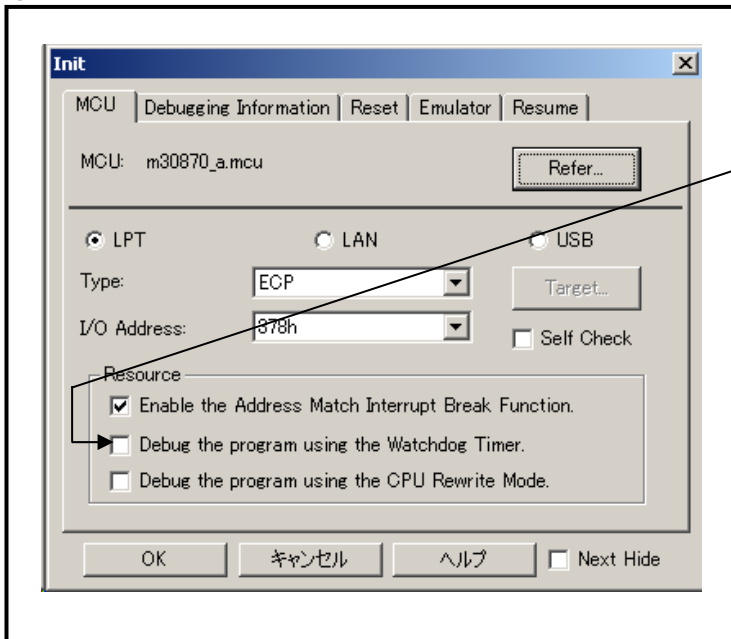 Init
MCU Debugging Information Reset Emulator Resume
MCU: m30870_a.mcu Refer...
LPT LAN USB
Type: ECP Target...
I/O Address: 378h Self Check
Resource
Enable the Address Match Interrupt Break Function.
Debug the program using the Watchdog Timer.
Debug the program using the CPU Rewrite Mode.
OK キャンセル ヘルプ Next Hide